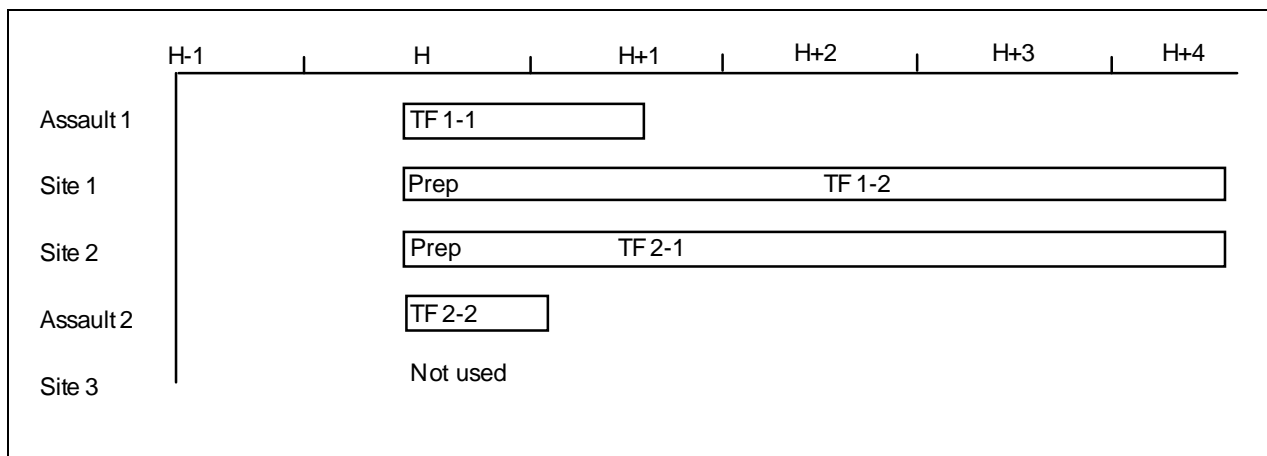 H-1 H H+1 H+2 H+3 H+4
Assault 1 TF 1-1
Site 1 Prep TF 1-2
Site 2 Prep TF 2-1
Assault 2 TF 2-2
Site 3 Not used